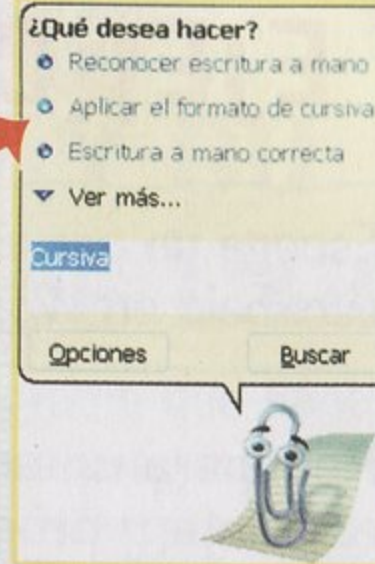 ¿Qué desea hacer?
Reconocer escritura a mano
Aplicar el formato de cursiva
Escritura a mano correcta
Ver más...
Cursiva
Opciones
Buscar